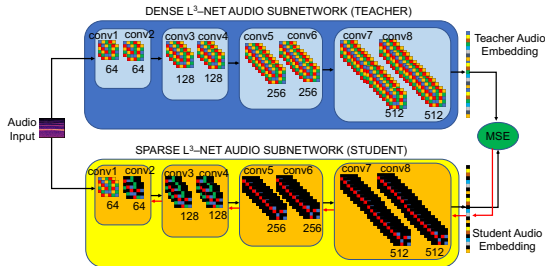 DENSE L³–NET AUDIO SUBNETWORK (TEACHER)
conv1 conv2 conv3 conv4 conv5 conv6 conv7 conv8
64 64 128 128 256 256 512 512
Teacher Audio
Embedding
Audio
Input
MSE
SPARSE L³–NET AUDIO SUBNETWORK (STUDENT)
conv1 conv2 conv3 conv4 conv5 conv6 conv7 conv8
64 64 128 128 256 256 512 512
Student Audio
Embedding